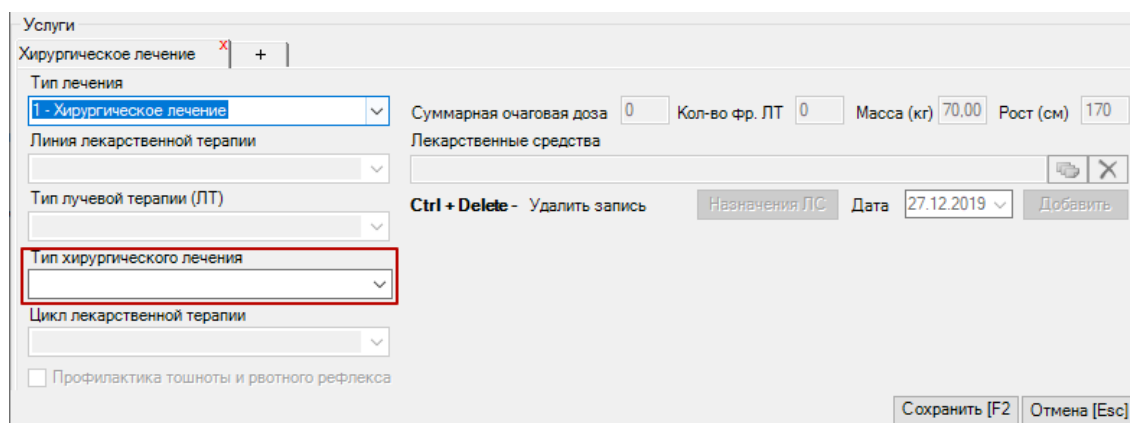 Услуги
Хирургическое лечение X +
Тип лечения
1 - Хирургическое лечение
Суммарная очаговая доза 0 Кол-во фр. ЛТ 0 Масса (кг) 70,00 Рост (см) 170
Линия лекарственной терапии
Лекарственные средства
Тип лучевой терапии (ЛТ)
Ctrl + Delete - Удалить запись Назначения ЛС Дата 27.12.2019 Добавить
Тип хирургического лечения
Цикл лекарственной терапии
Профилактика тошноты и рвотного рефлекса
Сохранить [F2 Отмена [Esc]